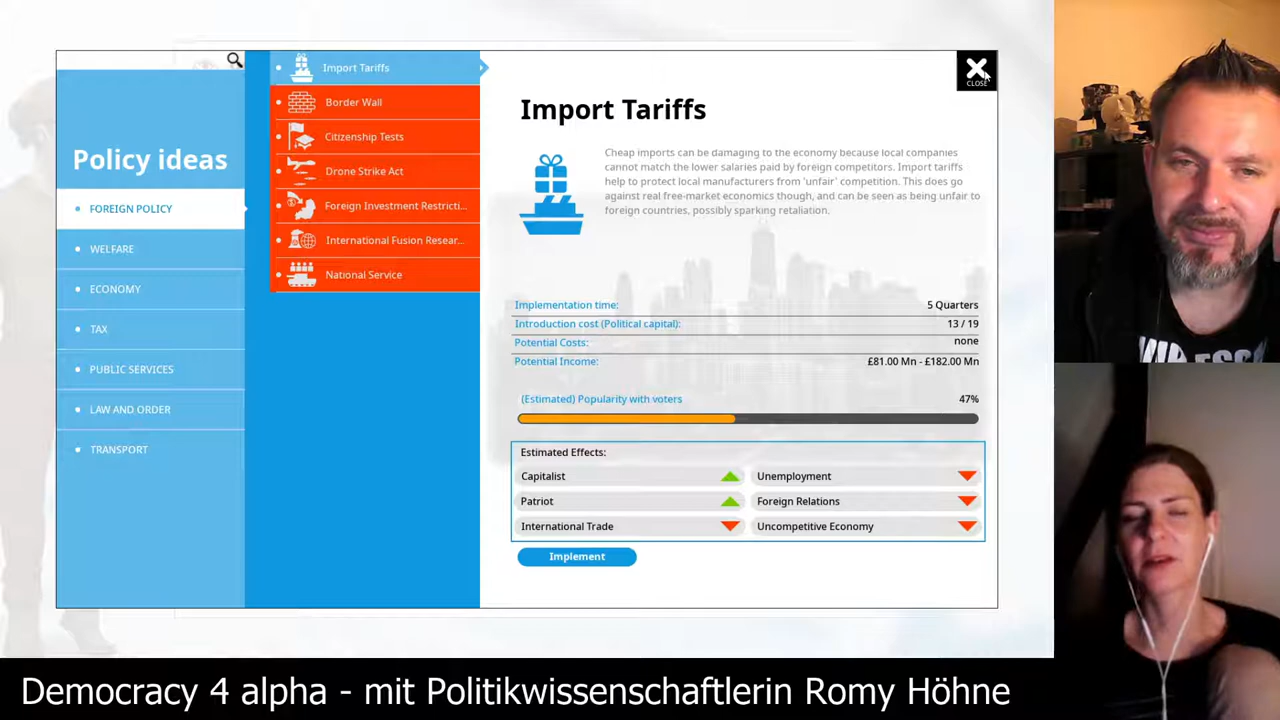 Policy ideas
FOREIGN POLICY
WELFARE
ECONOMY
TAX
PUBLIC SERVICES
LAW AND ORDER
TRANSPORT
Import Tariffs
Border Wall
Citizenship Tests
Drone Strike Act
Foreign Investment Restricti...
International Fusion Resear...
National Service
CLOSE
Import Tariffs
Cheap imports can be damaging to the economy because local companies
cannot match the lower salaries paid by foreign competitors. Import tariffs
help to protect local manufacturers from 'unfair' competition. This does go
against real free-market economics though, and can be seen as being unfair to
foreign countries, possibly sparking retaliation.
Implementation time: 5 Quarters
Introduction cost (Political capital): 13 / 19
Potential Costs: none
Potential Income: £81.00 Mn - £182.00 Mn
(Estimated) Popularity with voters 47%
Estimated Effects:
Capitalist Unemployment
Patriot Foreign Relations
International Trade Uncompetitive Economy
Implement
Democracy 4 alpha - mit Politikwissenschaftlerin Romy Höhne